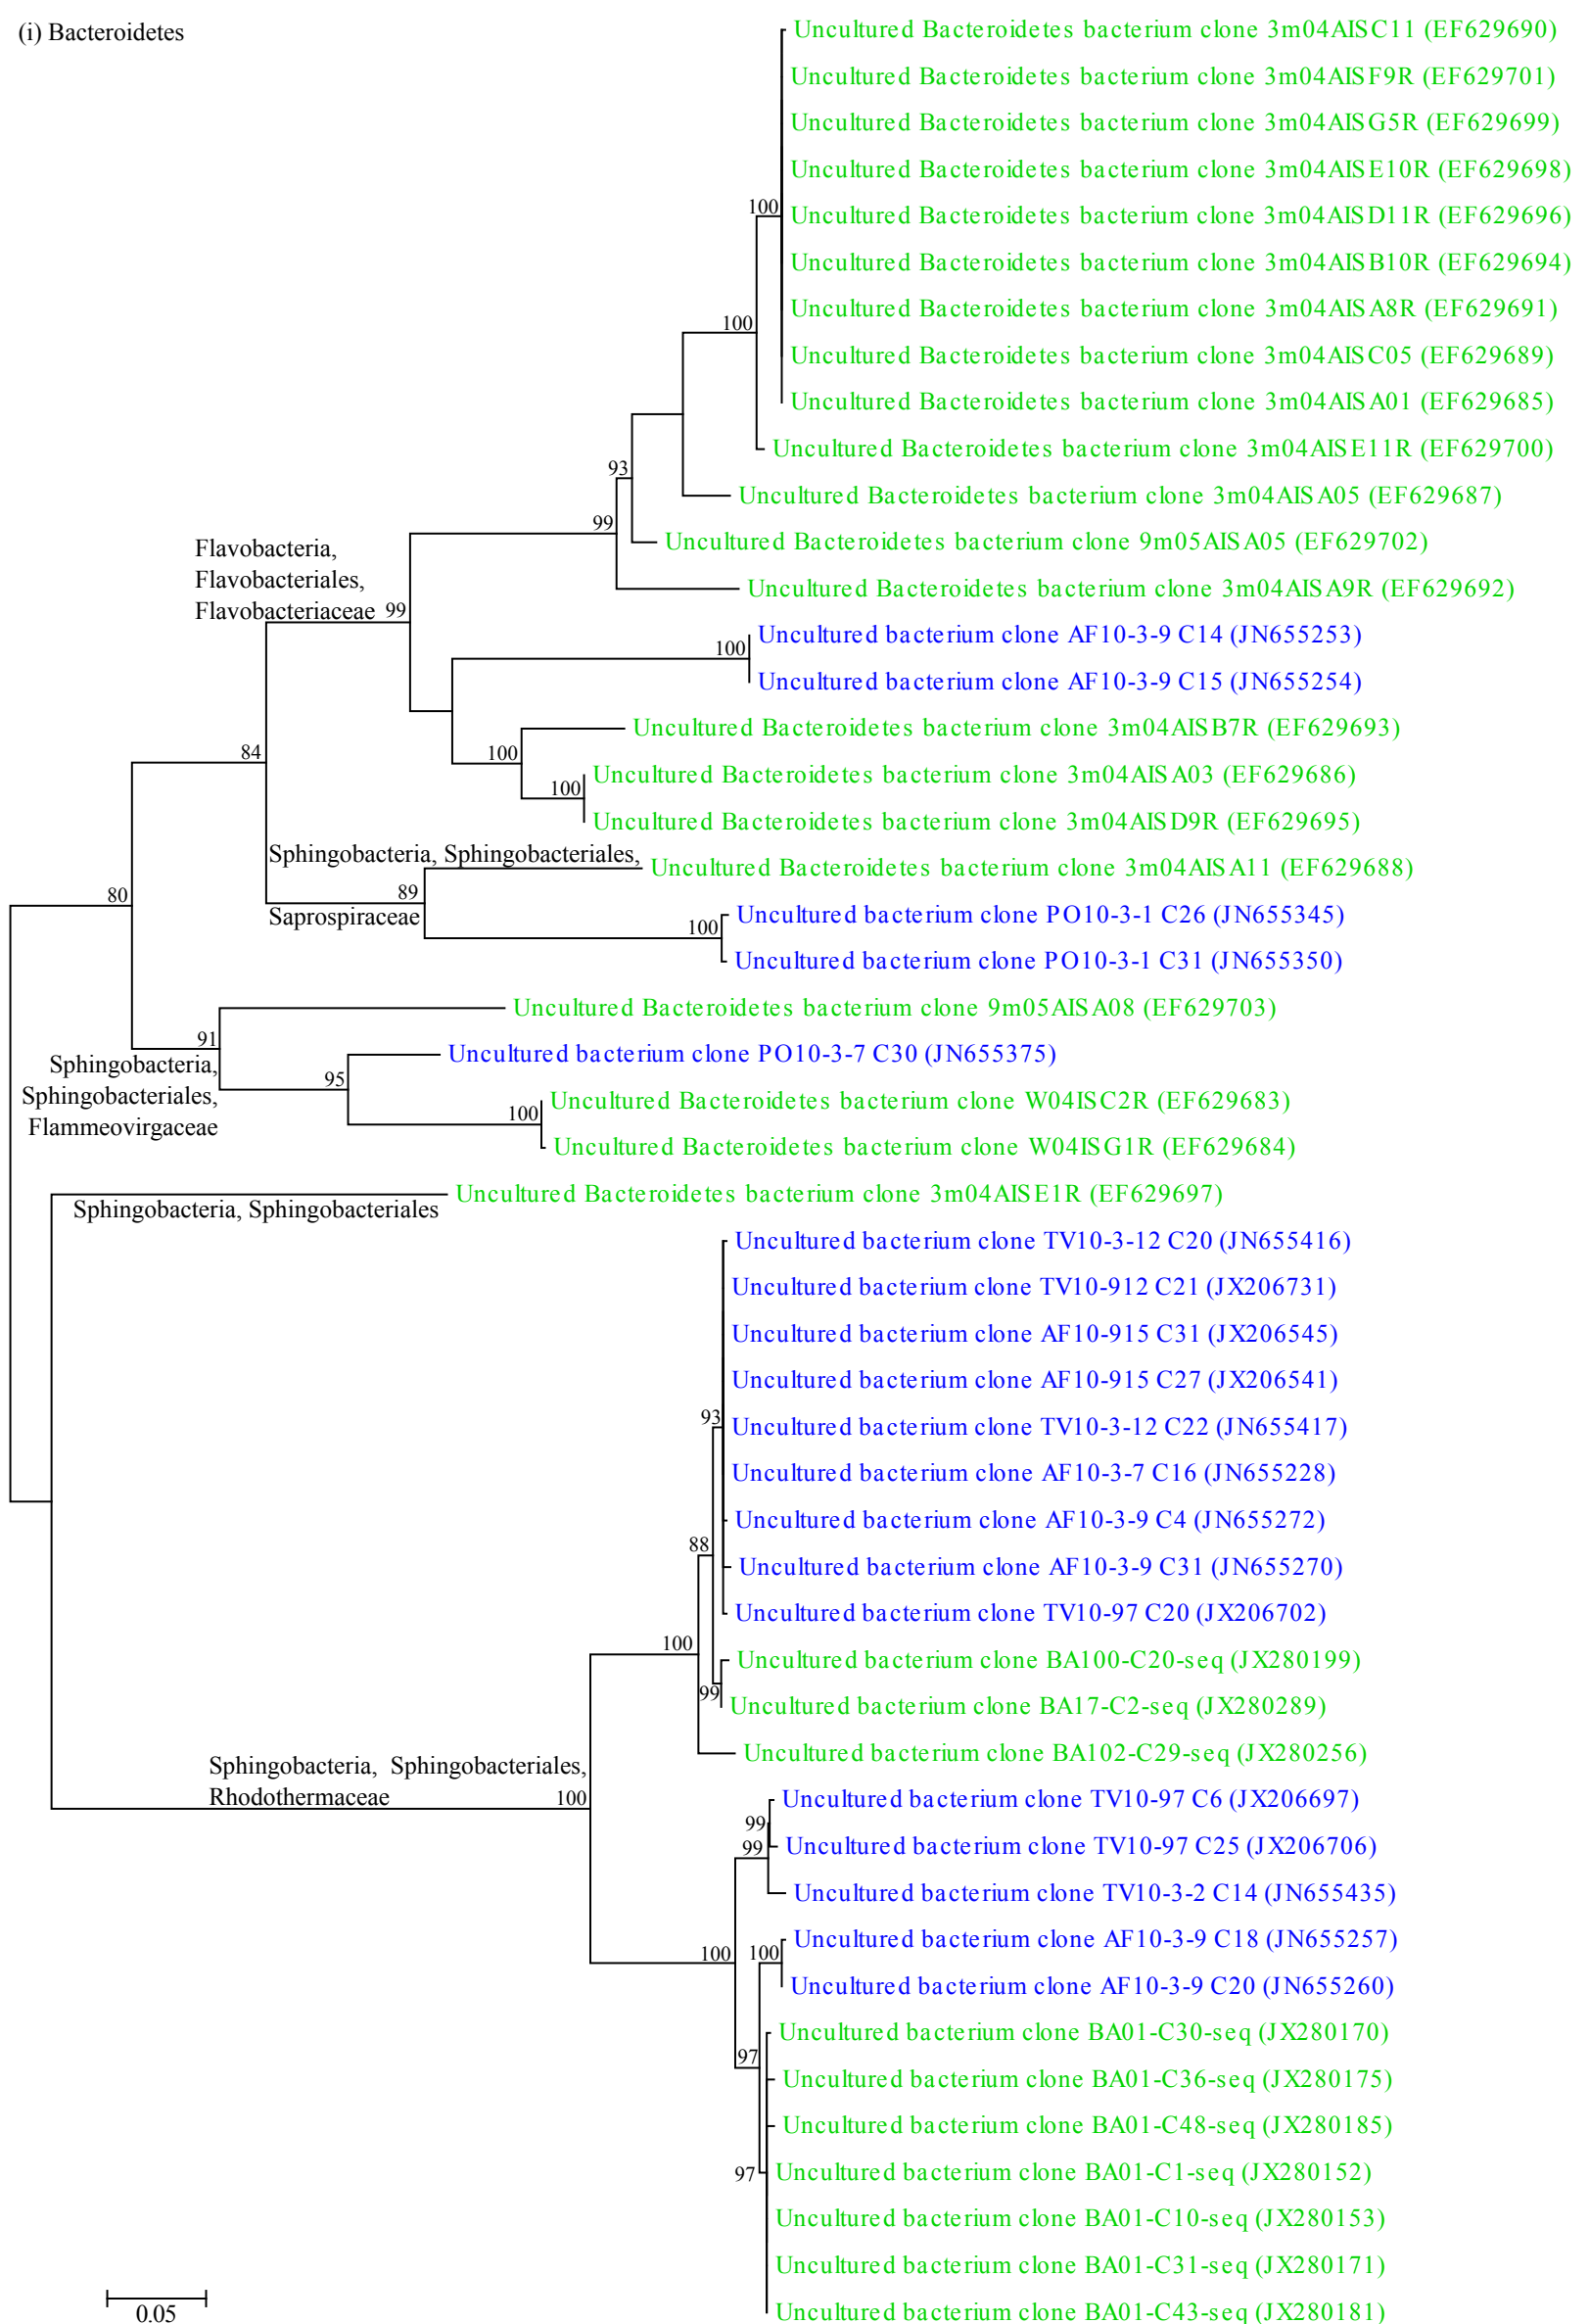 (i) Bacteroidetes
Uncultured Bacteroidetes bacterium clone 3m04AISC11 (EF629690)
Uncultured Bacteroidetes bacterium clone 3m04AISF9R (EF629701)
Uncultured Bacteroidetes bacterium clone 3m04AISG5R (EF629699)
Uncultured Bacteroidetes bacterium clone 3m04AISE10R (EF629698)
100
Uncultured Bacteroidetes bacterium clone 3m04AISD11R (EF629696)
Uncultured Bacteroidetes bacterium clone 3m04AISB10R (EF629694)
Uncultured Bacteroidetes bacterium clone 3m04AISA8R (EF629691)
100
Uncultured Bacteroidetes bacterium clone 3m04AISC05 (EF629689)
Uncultured Bacteroidetes bacterium clone 3m04AISA01 (EF629685)
Uncultured Bacteroidetes bacterium clone 3m04AISE11R (EF629700)
93
Uncultured Bacteroidetes bacterium clone 3m04AISA05 (EF629687)
99
Uncultured Bacteroidetes bacterium clone 9m05AISA05 (EF629702)
Flavobacteria,
Flavobacteriales,
Flavobacteriaceae
99
Uncultured Bacteroidetes bacterium clone 3m04AISA9R (EF629692)
Uncultured bacterium clone AF10-3-9 C14 (JN655253)
100
Uncultured bacterium clone AF10-3-9 C15 (JN655254)
Uncultured Bacteroidetes bacterium clone 3m04AISB7R (EF629693)
84
100
Uncultured Bacteroidetes bacterium clone 3m04AISA03 (EF629686)
100
Uncultured Bacteroidetes bacterium clone 3m04AISD9R (EF629695)
Sphingobacteria, Sphingobacteriales,
Saprospiraceae
Uncultured Bacteroidetes bacterium clone 3m04AISA11 (EF629688)
80
89
Uncultured bacterium clone PO10-3-1 C26 (JN655345)
100
Uncultured bacterium clone PO10-3-1 C31 (JN655350)
Uncultured Bacteroidetes bacterium clone 9m05AISA08 (EF629703)
91
Sphingobacteria,
Sphingobacteriales,
Flammeovirgaceae
Uncultured bacterium clone PO10-3-7 C30 (JN655375)
95
Uncultured Bacteroidetes bacterium clone W04ISC2R (EF629683)
100
Uncultured Bacteroidetes bacterium clone W04ISG1R (EF629684)
Uncultured Bacteroidetes bacterium clone 3m04AISE1R (EF629697)
Sphingobacteria, Sphingobacteriales
Uncultured bacterium clone TV10-3-12 C20 (JN655416)
Uncultured bacterium clone TV10-912 C21 (JX206731)
Uncultured bacterium clone AF10-915 C31 (JX206545)
Uncultured bacterium clone AF10-915 C27 (JX206541)
93
Uncultured bacterium clone TV10-3-12 C22 (JN655417)
Uncultured bacterium clone AF10-3-7 C16 (JN655228)
Uncultured bacterium clone AF10-3-9 C4 (JN655272)
88
Uncultured bacterium clone AF10-3-9 C31 (JN655270)
Uncultured bacterium clone TV10-97 C20 (JX206702)
100
Uncultured bacterium clone BA100-C20-seq (JX280199)
99
Uncultured bacterium clone BA17-C2-seq (JX280289)
Uncultured bacterium clone BA102-C29-seq (JX280256)
Sphingobacteria, Sphingobacteriales,
Rhodothermaceae
100
Uncultured bacterium clone TV10-97 C6 (JX206697)
99
99
Uncultured bacterium clone TV10-97 C25 (JX206706)
Uncultured bacterium clone TV10-3-2 C14 (JN655435)
Uncultured bacterium clone AF10-3-9 C18 (JN655257)
100
100
Uncultured bacterium clone AF10-3-9 C20 (JN655260)
Uncultured bacterium clone BA01-C30-seq (JX280170)
97
Uncultured bacterium clone BA01-C36-seq (JX280175)
Uncultured bacterium clone BA01-C48-seq (JX280185)
97
Uncultured bacterium clone BA01-C1-seq (JX280152)
Uncultured bacterium clone BA01-C10-seq (JX280153)
Uncultured bacterium clone BA01-C31-seq (JX280171)
Uncultured bacterium clone BA01-C43-seq (JX280181)
0.05